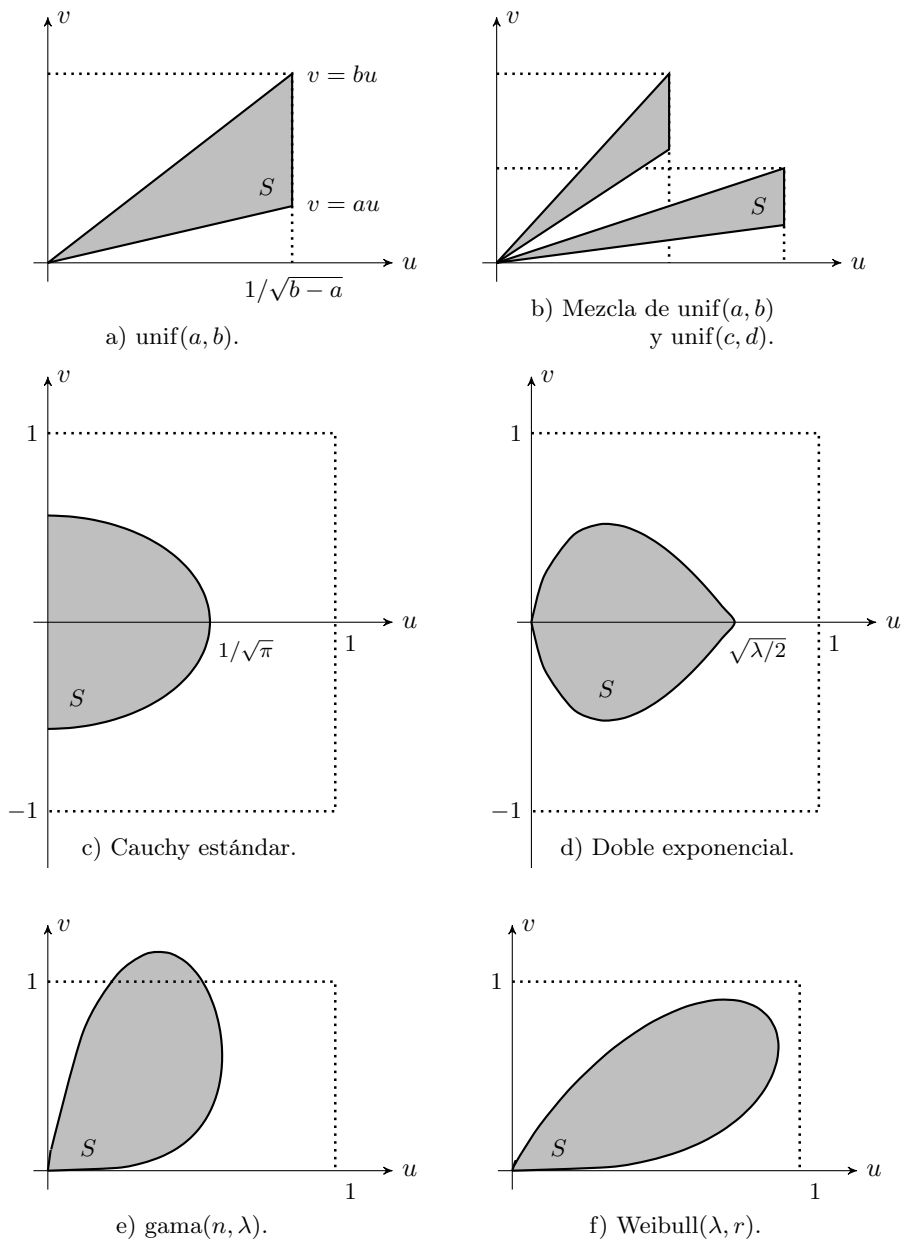 v
v = bu
S
v = au
u
1/√(b − a)
a) unif(a, b).
v
S
u
b) Mezcla de unif(a, b)
y unif(c, d).
v
1
u
1/√π
1
S
−1
c) Cauchy estándar.
v
1
u
√(λ/2)
1
S
−1
d) Doble exponencial.
v
1
S
u
1
e) gama(n, λ).
v
1
S
u
1
f) Weibull(λ, r).